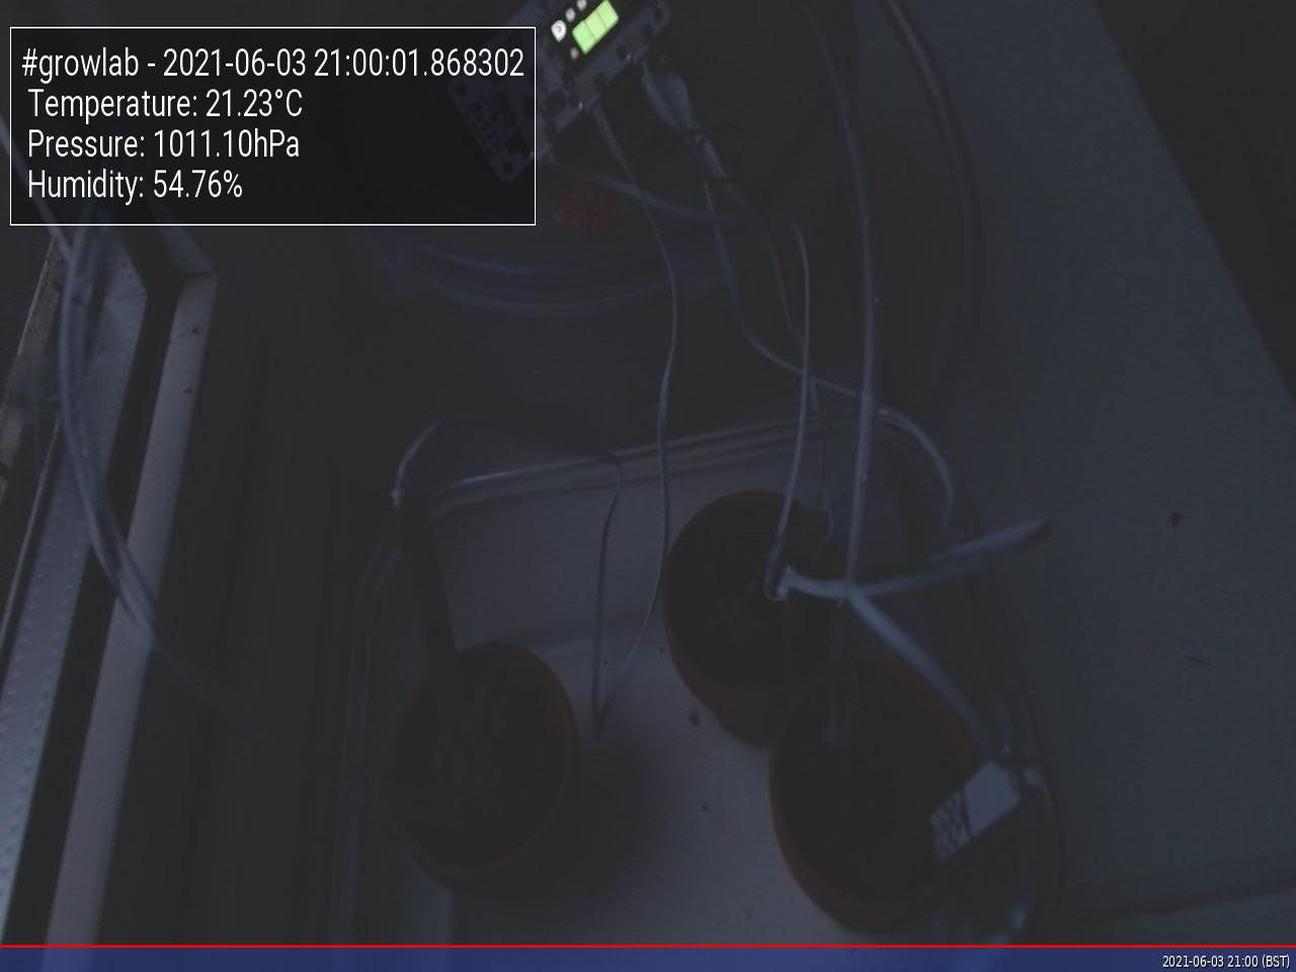 #growlab - 2021-06-03 21:00:01.868302
Temperature: 21.23°C
Pressure: 1011.10hPa
Humidity: 54.76%
2021-06-03 21:00 (BST)